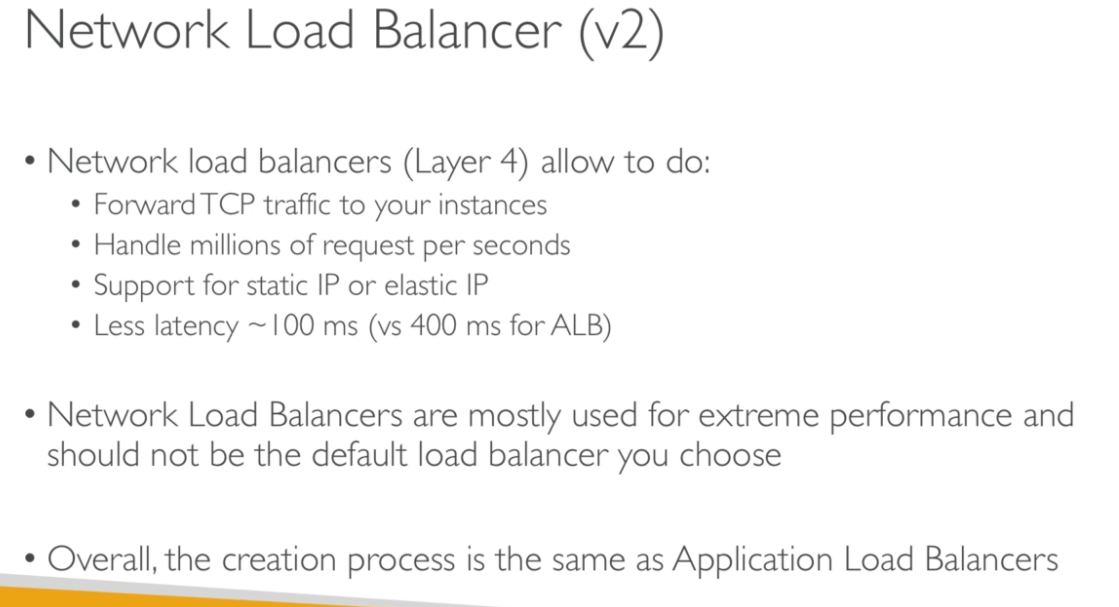 Network Load Balancer (v2)
• Network load balancers (Layer 4) allow to do:
• Forward TCP traffic to your instances
• Handle millions of request per seconds
• Support for static IP or elastic IP
• Less latency ~100 ms (vs 400 ms for ALB)
• Network Load Balancers are mostly used for extreme performance and
should not be the default load balancer you choose
• Overall, the creation process is the same as Application Load Balancers